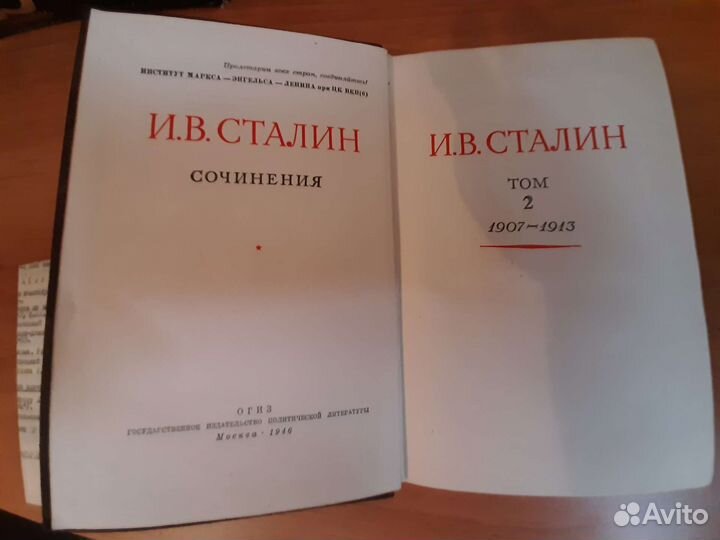 Пролетарии всех стран, соединяйтесь!
ИНСТИТУТ МАРКСА — ЭНГЕЛЬСА — ЛЕНИНА при ЦК ВКП(б)
И.В. СТАЛИН
СОЧИНЕНИЯ
ОГИЗ
ГОСУДАРСТВЕННОЕ ИЗДАТЕЛЬСТВО ПОЛИТИЧЕСКОЙ ЛИТЕРАТУРЫ
Москва · 1946
И.В. СТАЛИН
ТОМ
2
1907–1913
Avito